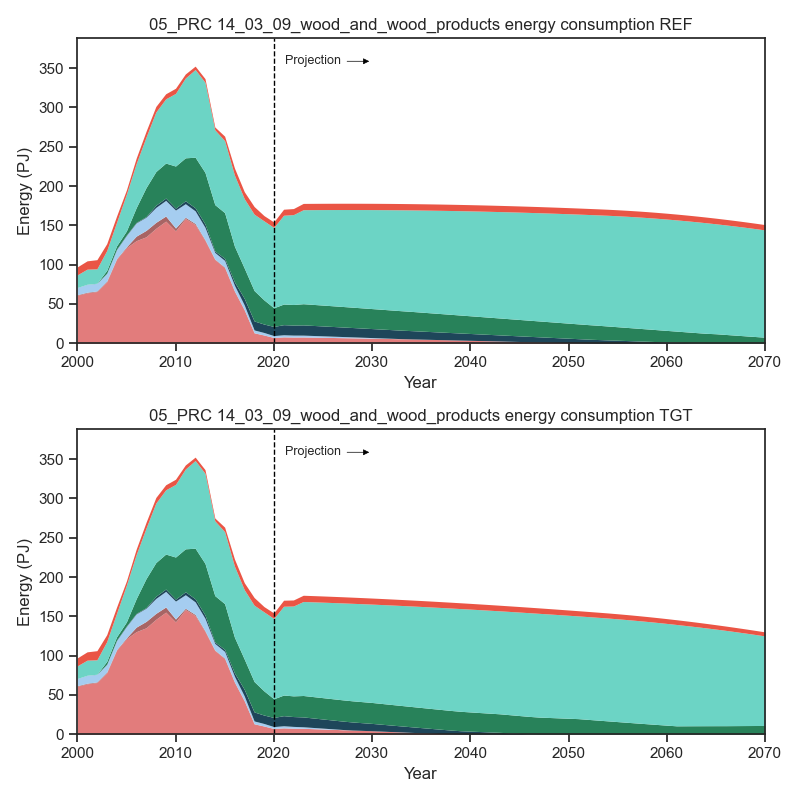 05_PRC 14_03_09_wood_and_wood_products energy consumption REF
Energy (PJ)
350
300
250
200
150
100
50
0
Projection
2000 2010 2020 2030 2040 2050 2060 2070
Year
05_PRC 14_03_09_wood_and_wood_products energy consumption TGT
Energy (PJ)
350
300
250
200
150
100
50
0
Projection
2000 2010 2020 2030 2040 2050 2060 2070
Year